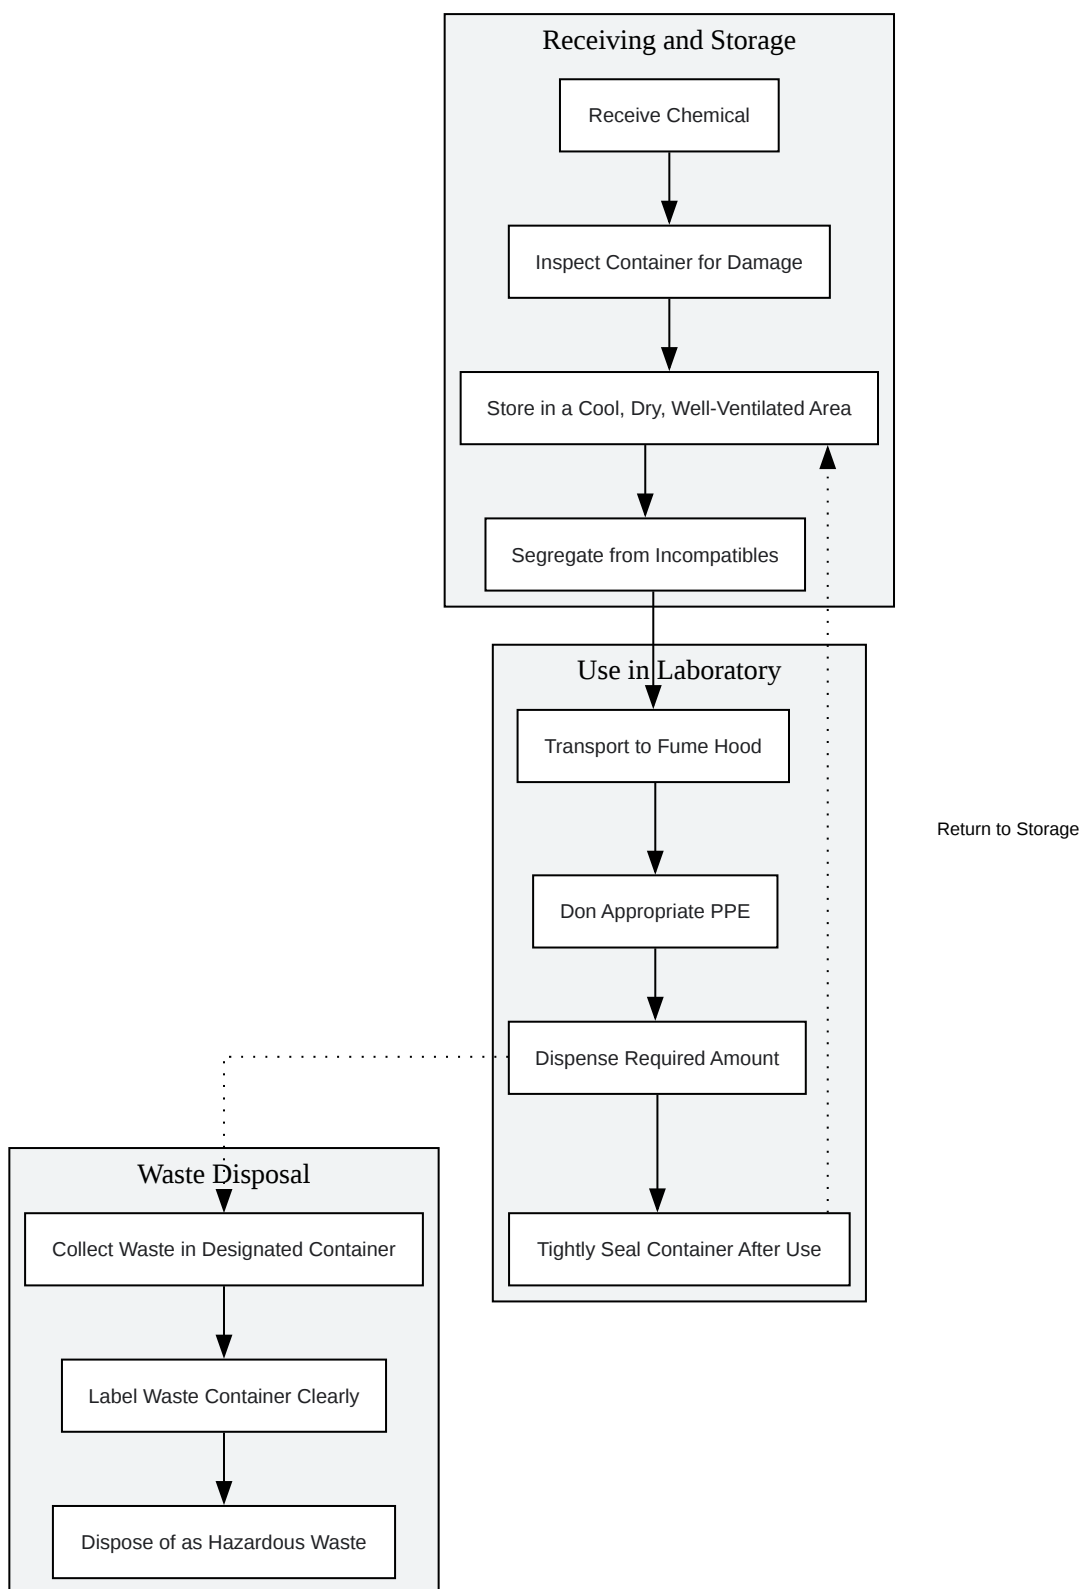 Receiving and Storage
Receive Chemical
Inspect Container for Damage
Store in a Cool, Dry, Well-Ventilated Area
Segregate from Incompatibles
Use in Laboratory
Transport to Fume Hood
Return to Storage
Don Appropriate PPE
Dispense Required Amount
Tightly Seal Container After Use
Waste Disposal
Collect Waste in Designated Container
Label Waste Container Clearly
Dispose of as Hazardous Waste